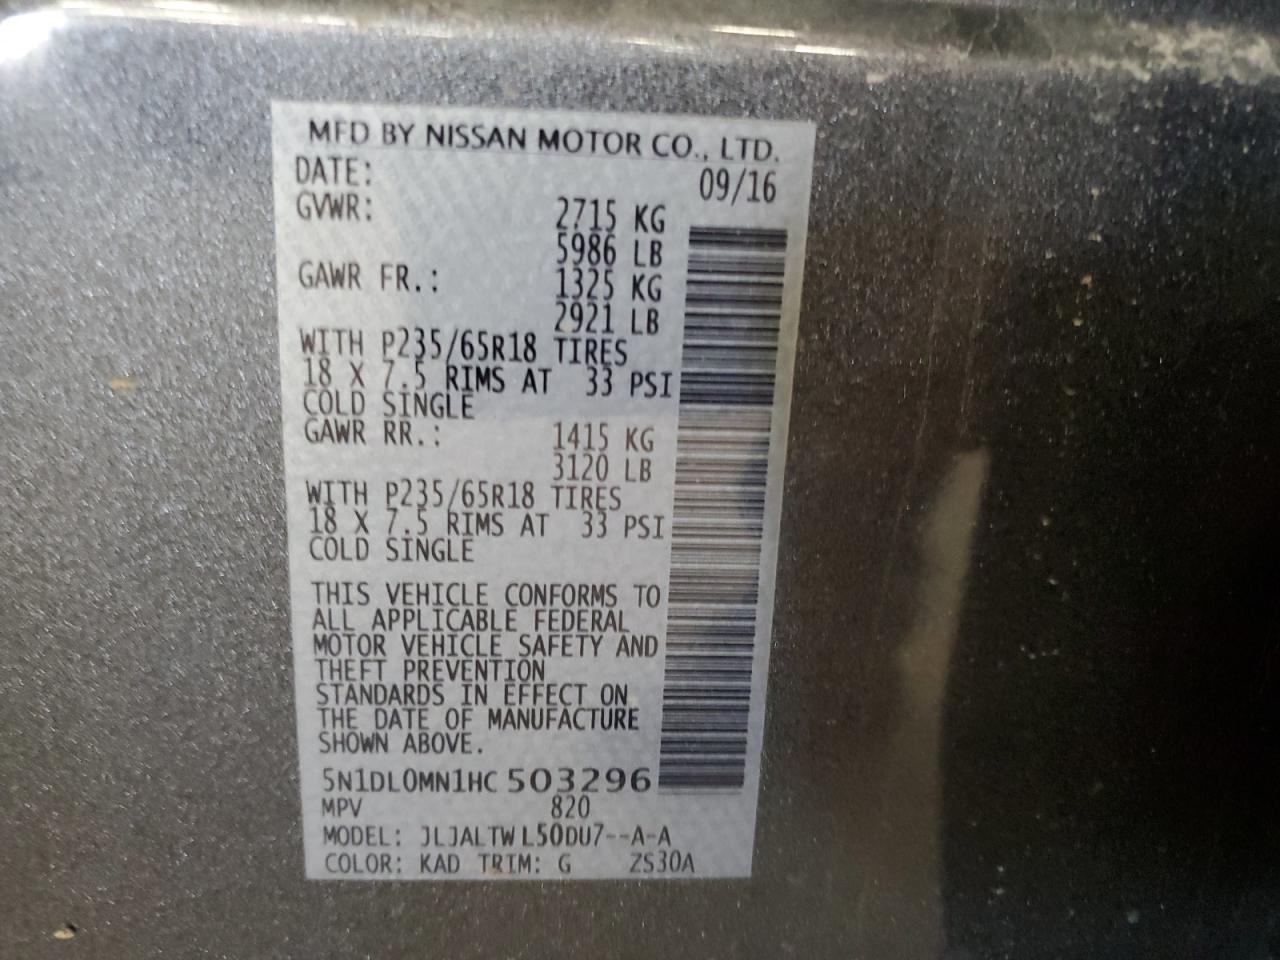 MFD BY NISSAN MOTOR CO., LTD.
DATE: 09/16
GVWR: 2715 KG
5986 LB
GAWR FR.: 1325 KG
2921 LB
WITH P235/65R18 TIRES
18 X 7.5 RIMS AT 33 PSI
COLD SINGLE
GAWR RR.: 1415 KG
3120 LB
WITH P235/65R18 TIRES
18 X 7.5 RIMS AT 33 PSI
COLD SINGLE
THIS VEHICLE CONFORMS TO
ALL APPLICABLE FEDERAL
MOTOR VEHICLE SAFETY AND
THEFT PREVENTION
STANDARDS IN EFFECT ON
THE DATE OF MANUFACTURE
SHOWN ABOVE.
5N1DL0MN1HC 503296
MPV 820
MODEL: JLJALTWL50DU7--A-A
COLOR: KAD TRIM: G ZS30A